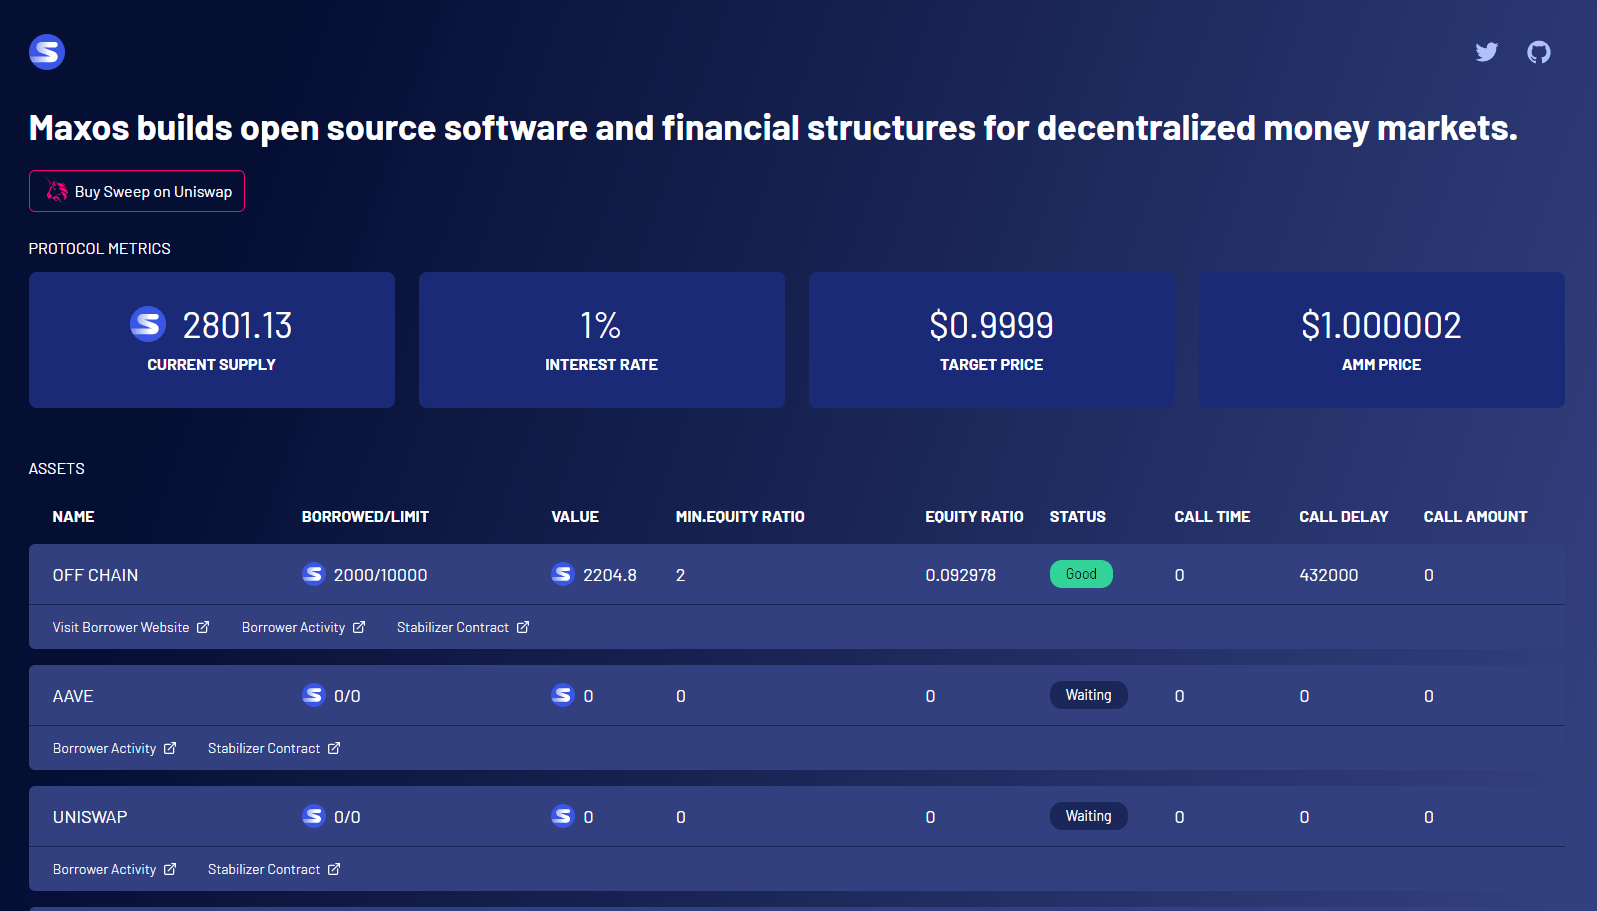 Maxos builds open source software and financial structures for decentralized money markets.
Buy Sweep on Uniswap
PROTOCOL METRICS
2801.13
CURRENT SUPPLY
1%
INTEREST RATE
$0.9999
TARGET PRICE
$1.000002
AMM PRICE
ASSETS
NAME BORROWED/LIMIT VALUE MIN.EQUITY RATIO EQUITY RATIO STATUS CALL TIME CALL DELAY CALL AMOUNT
OFF CHAIN 2000/10000 2204.8 2 0.092978 Good 0 432000 0
Visit Borrower Website Borrower Activity Stabilizer Contract
AAVE 0/0 0 0 0 Waiting 0 0 0
Borrower Activity Stabilizer Contract
UNISWAP 0/0 0 0 0 Waiting 0 0 0
Borrower Activity Stabilizer Contract